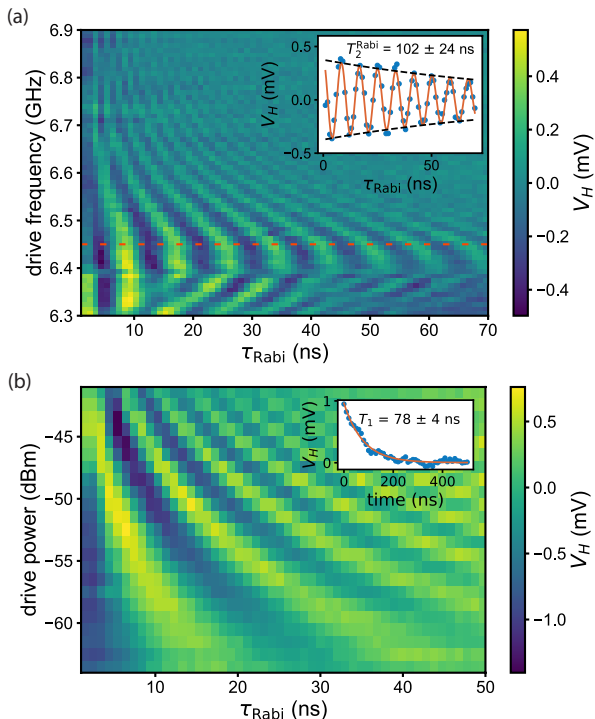 (a)
6.9
6.8
6.7
6.6
6.5
6.4
6.3
drive frequency (GHz)
10 20 30 40 50 60 70
τRabi (ns)
T2Rabi = 102 ± 24 ns
0.5
0.0
−0.5
VH (mV)
0 50
τRabi (ns)
0.4
0.2
0.0
−0.2
−0.4
VH (mV)
(b)
−45
−50
−55
−60
drive power (dBm)
10 20 30 40 50
τRabi (ns)
T1 = 78 ± 4 ns
1
0
VH (mV)
0 200 400
time (ns)
0.5
0.0
−0.5
−1.0
VH (mV)